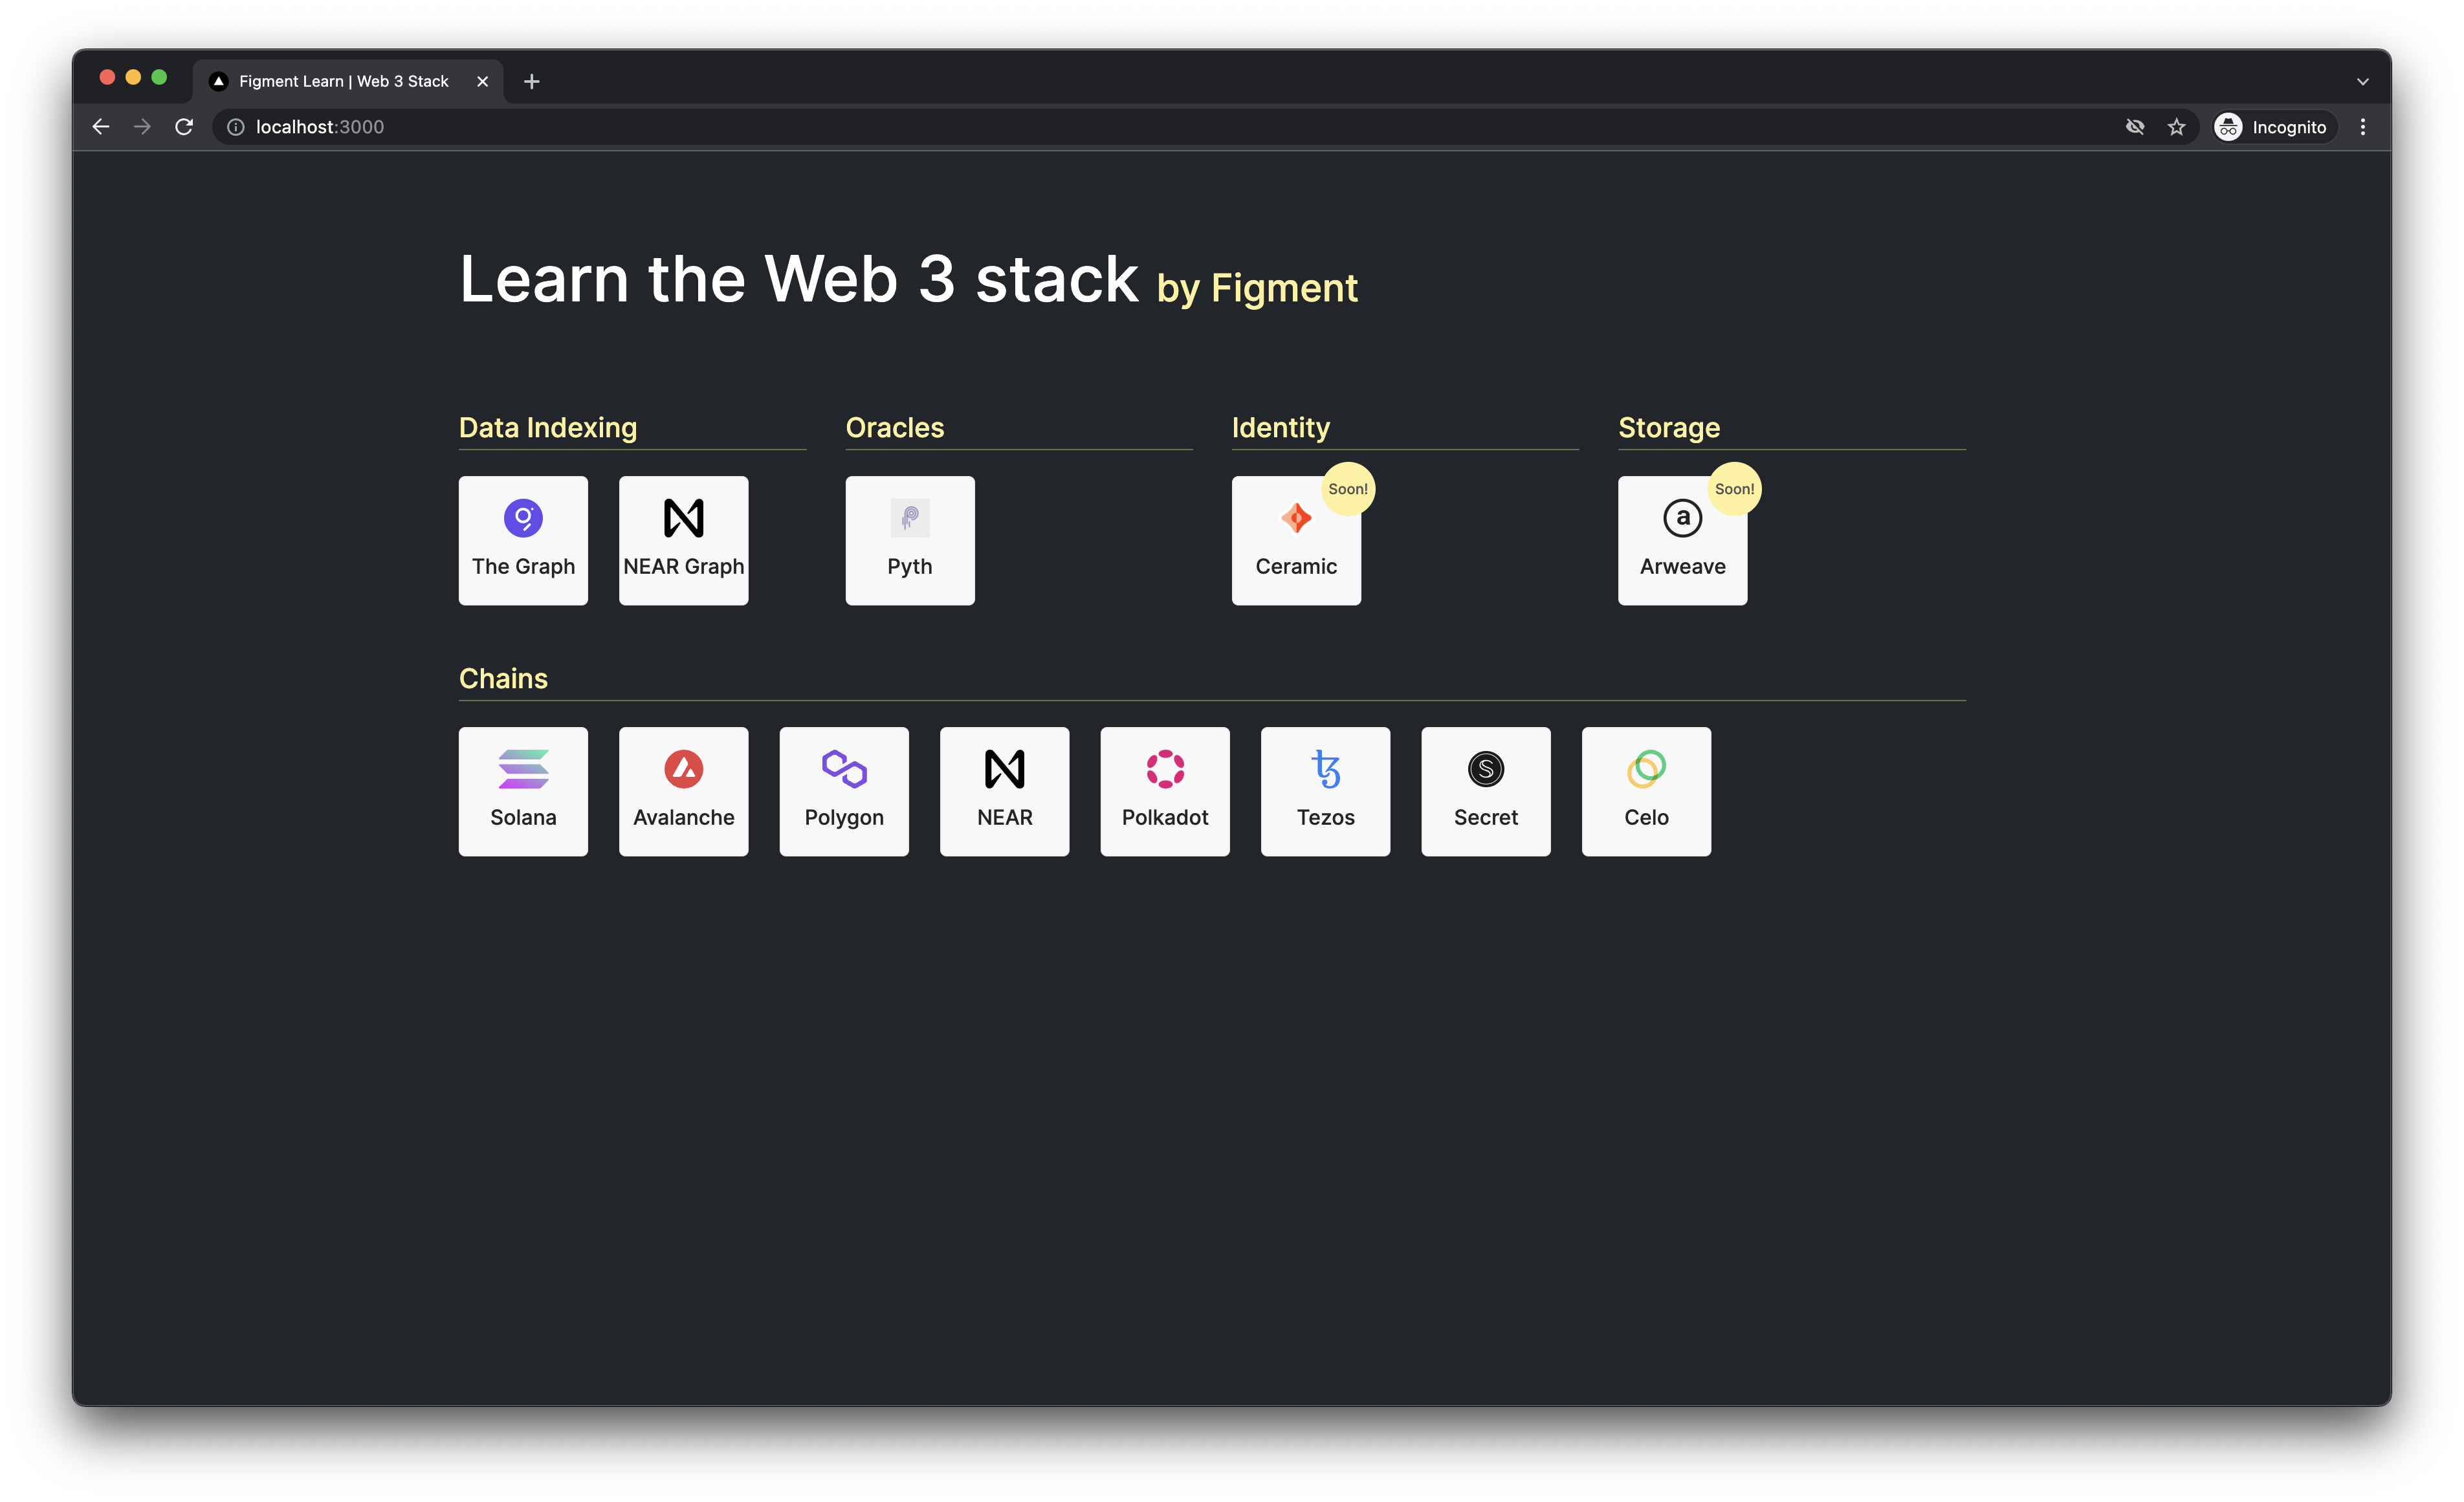 Figment Learn | Web 3 Stack
localhost:3000
Incognito
Learn the Web 3 stack by Figment
Data Indexing
The Graph
NEAR Graph
Oracles
Pyth
Identity
Soon!
Ceramic
Storage
Soon!
a
Arweave
Chains
Solana
Avalanche
Polygon
NEAR
Polkadot
Tezos
S
Secret
Celo